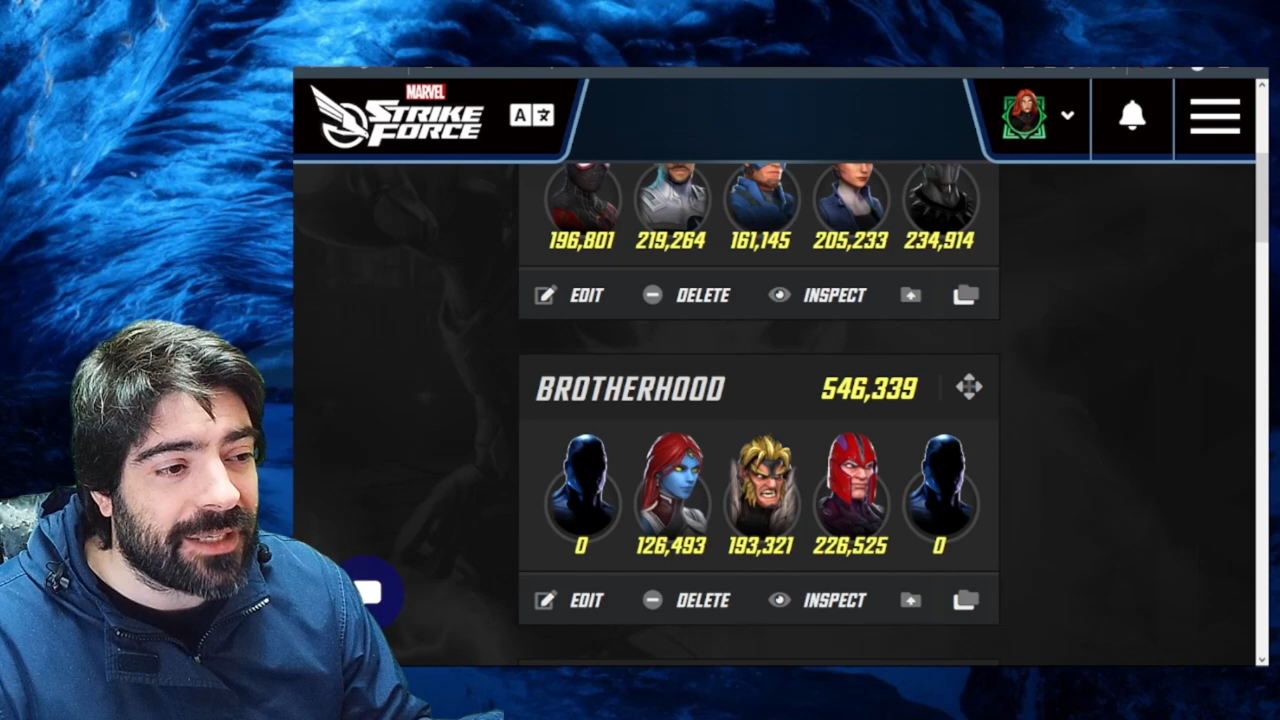 MARVEL
STRIKE
FORCE
A 文
196,801 219,264 161,145 205,233 234,914
EDIT DELETE INSPECT
BROTHERHOOD 546,339
0 126,493 193,321 226,525 0
EDIT DELETE INSPECT